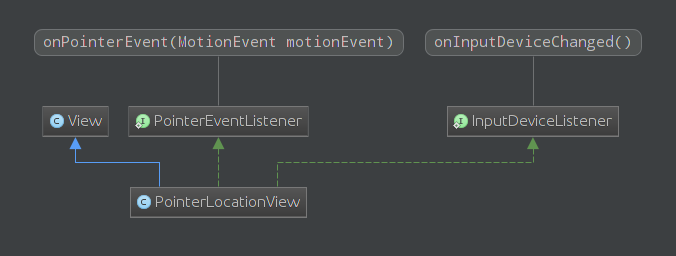 onPointerEvent(MotionEvent motionEvent)
onInputDeviceChanged()
C View
I PointerEventListener
I InputDeviceListener
C PointerLocationView